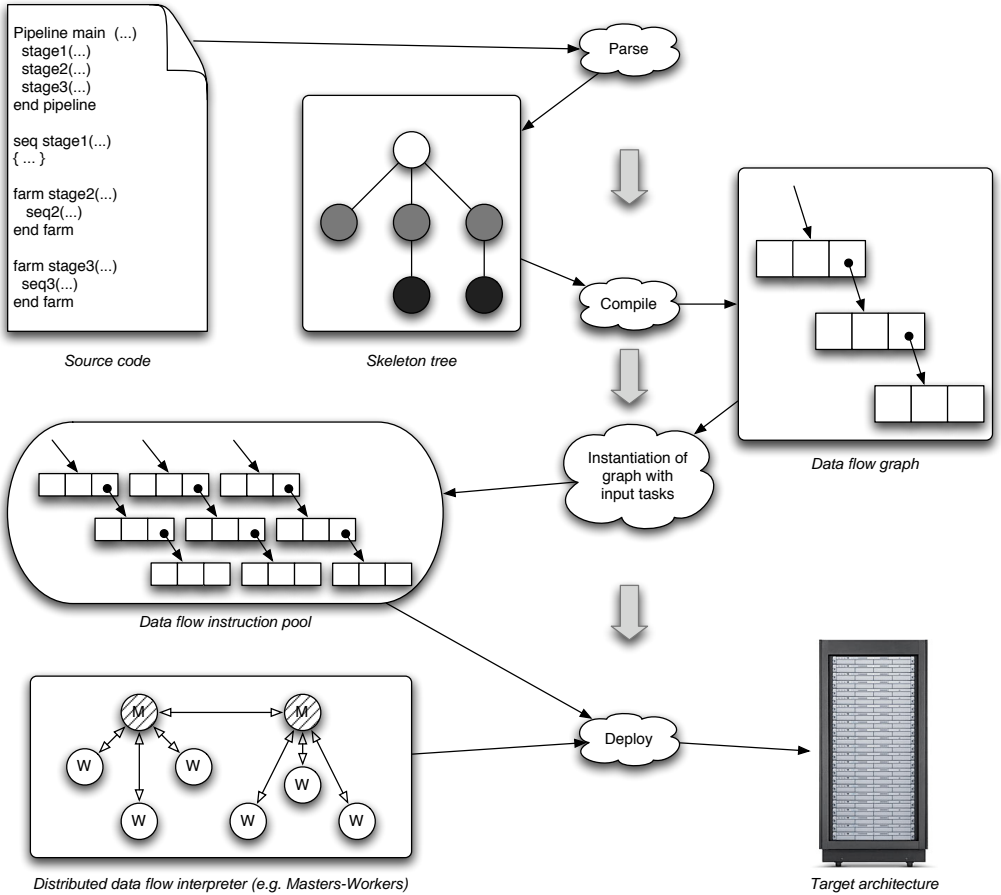 Pipeline main (...)
stage1(...)
stage2(...)
stage3(...)
end pipeline
seq stage1(...)
{ ... }
farm stage2(...)
seq2(...)
end farm
farm stage3(...)
seq3(...)
end farm
Source code
Parse
Skeleton tree
Compile
Data flow graph
Instantiation of
graph with
input tasks
Data flow instruction pool
M
M
W
W
W
W
W
W
Distributed data flow interpreter (e.g. Masters-Workers)
Deploy
Target architecture